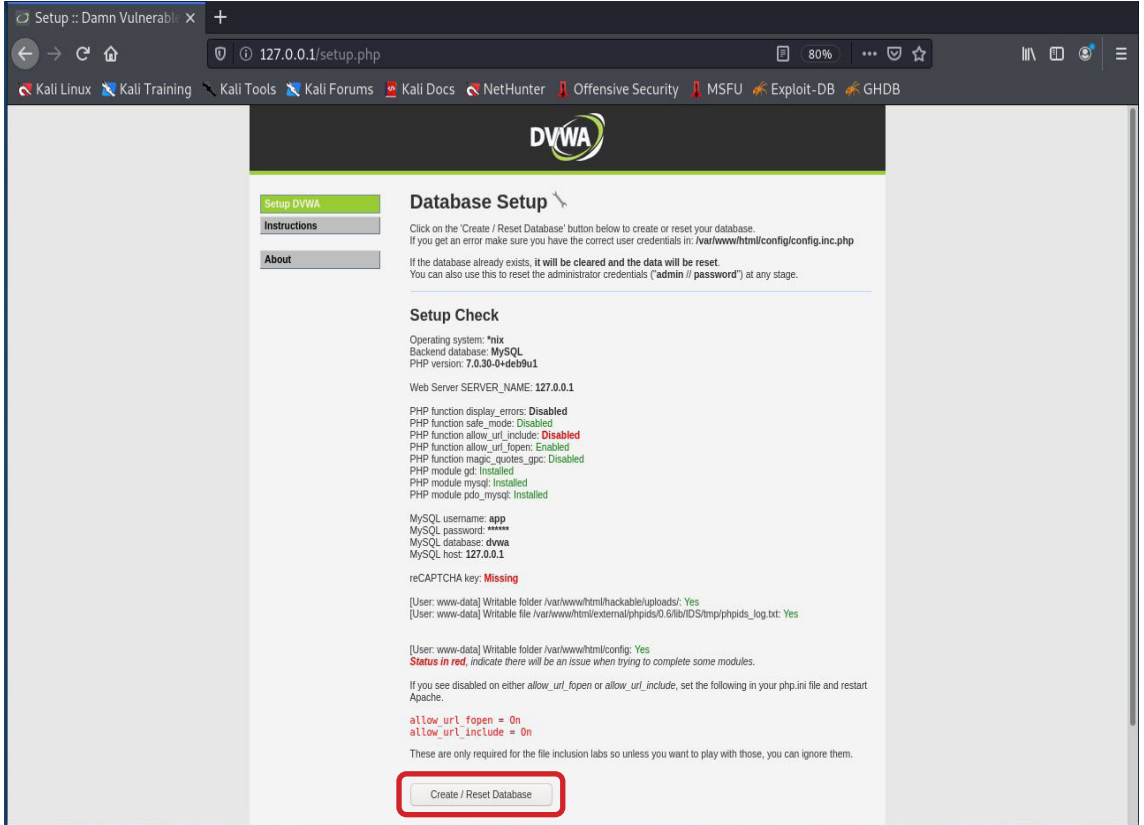 Setup :: Damn Vulnerable
127.0.0.1/setup.php
80%
Kali Linux Kali Training Kali Tools Kali Forums Kali Docs NetHunter Offensive Security MSFU Exploit-DB GHDB
DVWA
Setup DVWA
Instructions
About
Database Setup
Click on the 'Create / Reset Database' button below to create or reset your database.
If you get an error make sure you have the correct user credentials in: /var/www/html/config/config.inc.php
If the database already exists, it will be cleared and the data will be reset.
You can also use this to reset the administrator credentials ("admin // password") at any stage.
Setup Check
Operating system: *nix
Backend database: MySQL
PHP version: 7.0.30-0+deb9u1
Web Server SERVER_NAME: 127.0.0.1
PHP function display_errors: Disabled
PHP function safe_mode: Disabled
PHP function allow_url_include: Disabled
PHP function allow_url_fopen: Enabled
PHP function magic_quotes_gpc: Disabled
PHP module gd: Installed
PHP module mysql: Installed
PHP module pdo_mysql: Installed
MySQL username: app
MySQL password: ******
MySQL database: dvwa
MySQL host: 127.0.0.1
reCAPTCHA key: Missing
[User: www-data] Writable folder /var/www/html/hackable/uploads/: Yes
[User: www-data] Writable file /var/www/html/external/phpids/0.6/lib/IDS/tmp/phpids_log.txt: Yes
[User: www-data] Writable folder /var/www/html/config: Yes
Status in red, indicate there will be an issue when trying to complete some modules.
If you see disabled on either allow_url_fopen or allow_url_include, set the following in your php.ini file and restart
Apache.
allow_url_fopen = On
allow_url_include = On
These are only required for the file inclusion labs so unless you want to play with those, you can ignore them.
Create / Reset Database